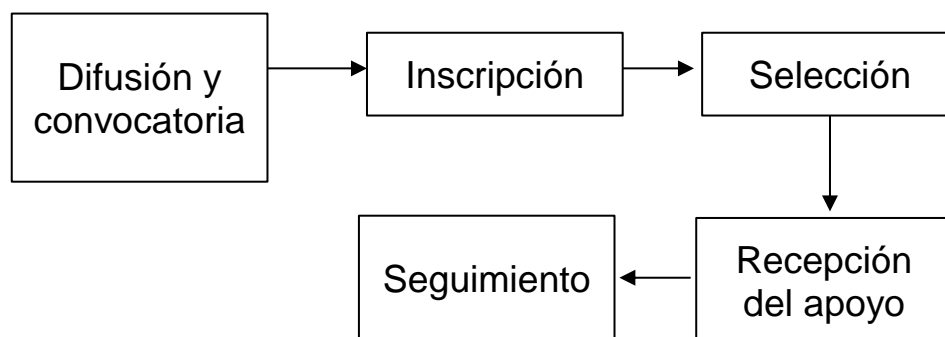 Difusión y
convocatoria
Inscripción
Selección
Recepción
del apoyo
Seguimiento